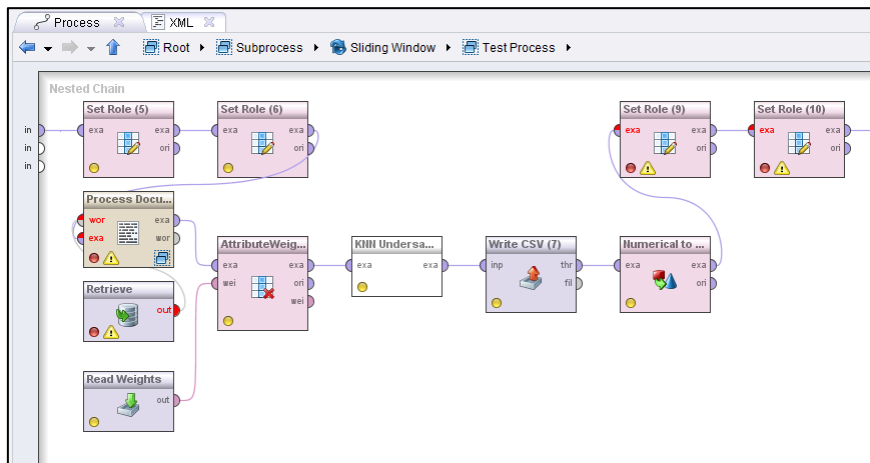 Process
XML
Root
Subprocess
Sliding Window
Test Process
Nested Chain
in
in
in
Set Role (5)
exa
exa
ori
Set Role (6)
exa
exa
ori
Set Role (9)
exa
exa
ori
Set Role (10)
exa
exa
ori
Process Docu...
wor
exa
exa
wor
AttributeWeig...
exa
exa
wei
ori
wei
KNN Undersa...
exa
exa
Write CSV (7)
inp
thr
fil
Numerical to ...
exa
exa
ori
Retrieve
out
Read Weights
out